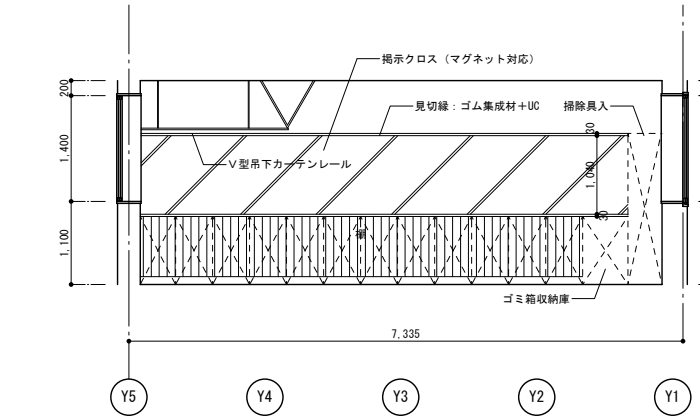 掲示クロス（マグネット対応）
200
見切縁：ゴム集成材+UC
掃除具入
30
1,400
V型吊下カーテンレール
1,040
30
棚
1,100
ゴミ箱収納庫
7,335
Y5
Y4
Y3
Y2
Y1